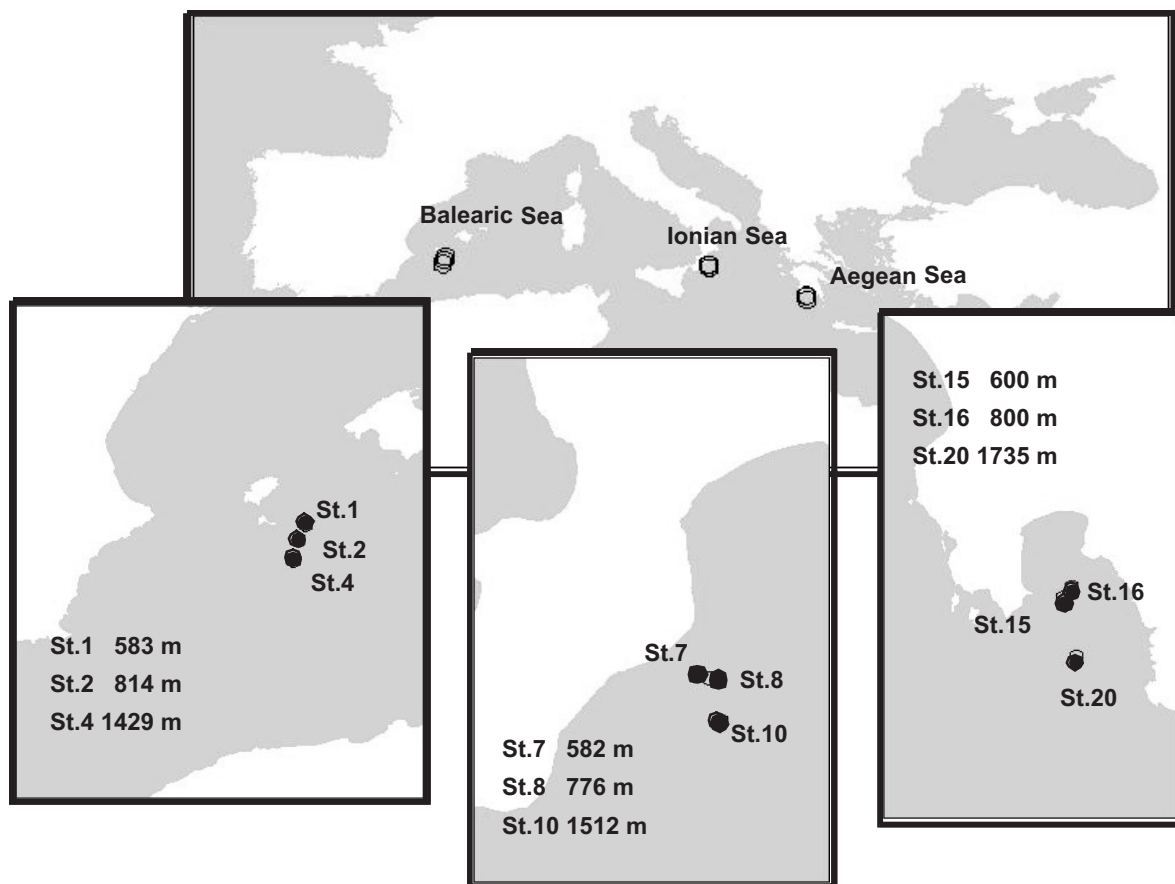 Balearic Sea
Ionian Sea
Aegean Sea
St.1
St.2
St.4
St.1 583 m
St.2 814 m
St.4 1429 m
St.7
St.8
St.10
St.7 582 m
St.8 776 m
St.10 1512 m
St.15 600 m
St.16 800 m
St.20 1735 m
St.16
St.15
St.20